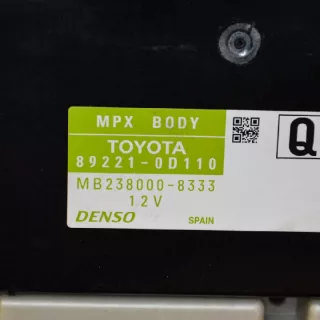 MPX BODY
TOYOTA
89221-0D110
MB238000-8333
12V
DENSO
SPAIN
Q